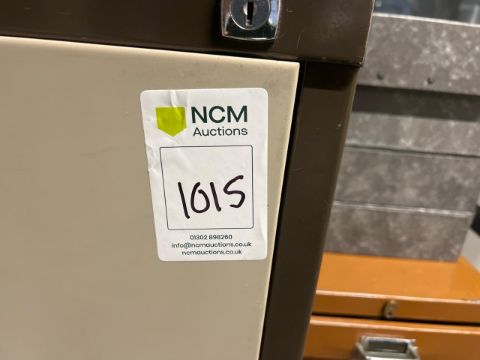 NCM
Auctions
1015
01302 898260
info@ncmauctions.co.uk
ncmauctions.co.uk